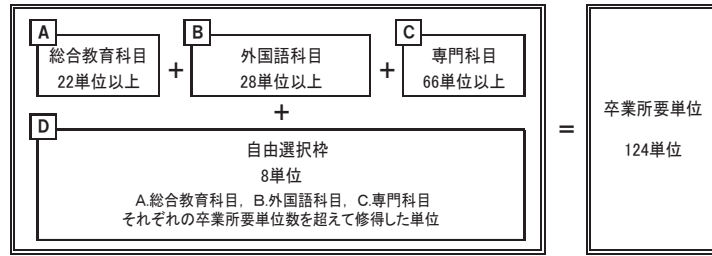 A
総合教育科目
22単位以上
+
B
外国語科目
28単位以上
+
C
専門科目
66単位以上
+
D
自由選択枠
8単位
A.総合教育科目，B.外国語科目，C.専門科目
それぞれの卒業所要単位数を超えて修得した単位
=
卒業所要単位
124単位